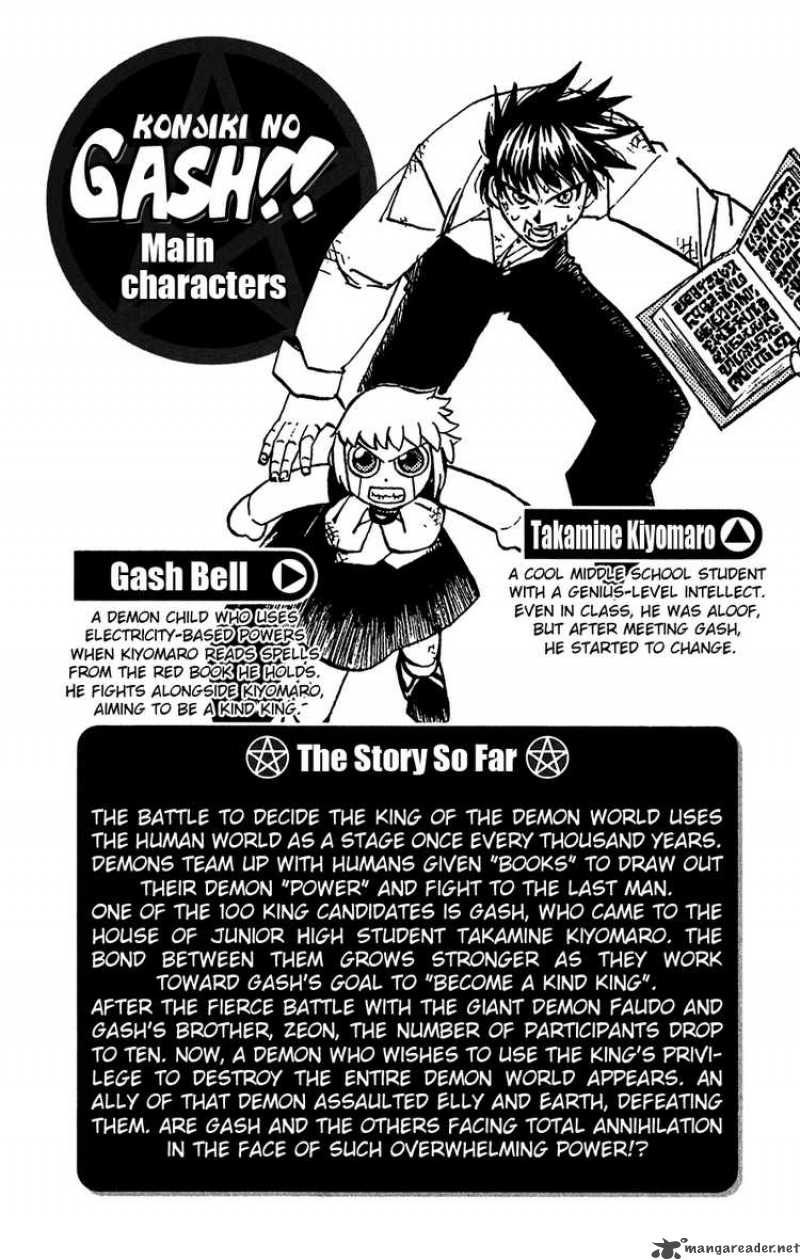 KONJIKI NO
GASH!!
Main
characters
Takamine Kiyomaro
A COOL MIDDLE SCHOOL STUDENT
WITH A GENIUS-LEVEL INTELLECT.
EVEN IN CLASS, HE WAS ALOOF,
BUT AFTER MEETING GASH,
HE STARTED TO CHANGE.
Gash Bell
A DEMON CHILD WHO USES
ELECTRICITY-BASED POWERS
WHEN KIYOMARO READS SPELLS
FROM THE RED BOOK HE HOLDS.
HE FIGHTS ALONGSIDE KIYOMARO,
AIMING TO BE A KIND KING.
The Story So Far
THE BATTLE TO DECIDE THE KING OF THE DEMON WORLD USES
THE HUMAN WORLD AS A STAGE ONCE EVERY THOUSAND YEARS.
DEMONS TEAM UP WITH HUMANS GIVEN "BOOKS" TO DRAW OUT
THEIR DEMON "POWER" AND FIGHT TO THE LAST MAN.
ONE OF THE 100 KING CANDIDATES IS GASH, WHO CAME TO THE
HOUSE OF JUNIOR HIGH STUDENT TAKAMINE KIYOMARO. THE
BOND BETWEEN THEM GROWS STRONGER AS THEY WORK
TOWARD GASH'S GOAL TO "BECOME A KIND KING".
AFTER THE FIERCE BATTLE WITH THE GIANT DEMON FAUDO AND
GASH'S BROTHER, ZEON, THE NUMBER OF PARTICIPANTS DROP
TO TEN. NOW, A DEMON WHO WISHES TO USE THE KING'S PRIVI-
LEGE TO DESTROY THE ENTIRE DEMON WORLD APPEARS. AN
ALLY OF THAT DEMON ASSAULTED ELLY AND EARTH, DEFEATING
THEM. ARE GASH AND THE OTHERS FACING TOTAL ANNIHILATION
IN THE FACE OF SUCH OVERWHELMING POWER!?
mangareader.net